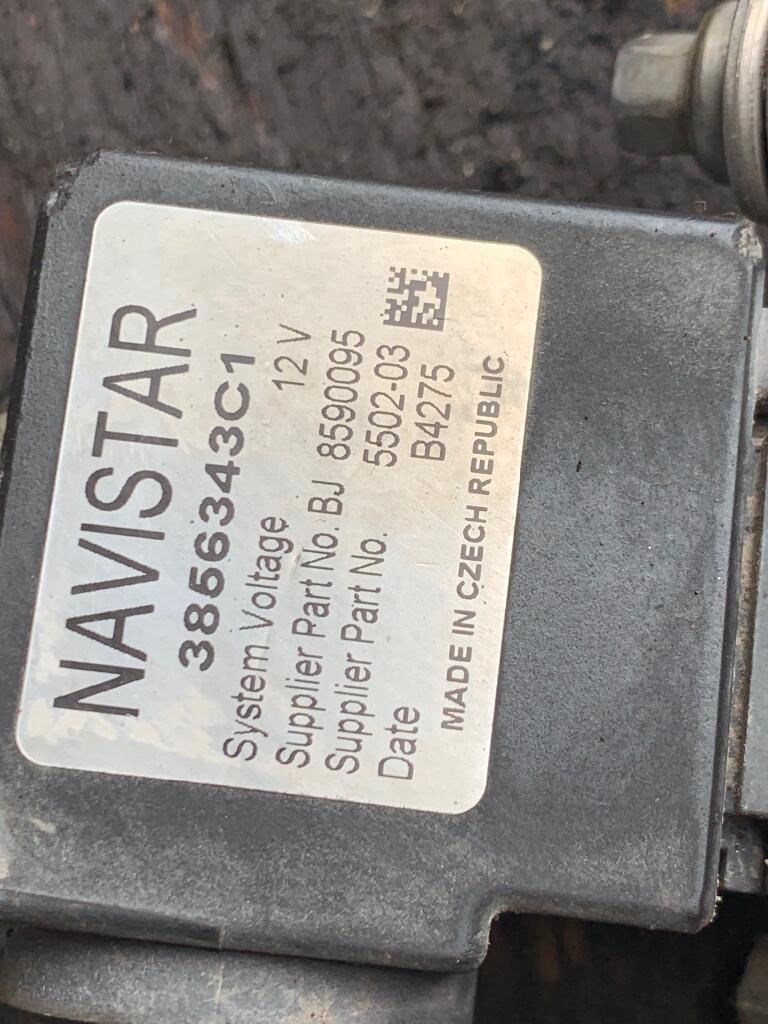 NAVISTAR
3856343C1
System Voltage 12 V
Supplier Part No. BJ 8590095
Supplier Part No. 5502-03
Date B4275
MADE IN CZECH REPUBLIC